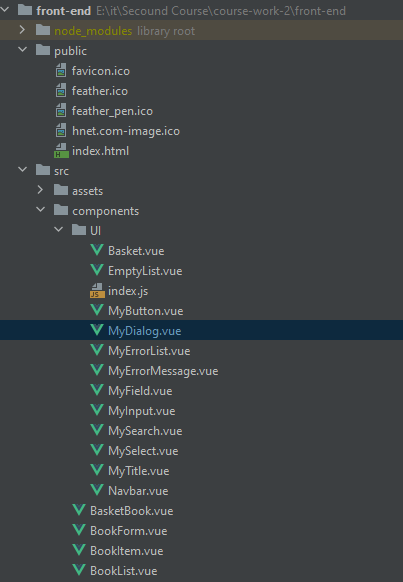 front-end E:\it\Secound Course\course-work-2\front-end
node_modules library root
public
favicon.ico
feather.ico
feather_pen.ico
hnet.com-image.ico
index.html
src
assets
components
UI
Basket.vue
EmptyList.vue
index.js
MyButton.vue
MyDialog.vue
MyErrorList.vue
MyErrorMessage.vue
MyField.vue
MyInput.vue
MySearch.vue
MySelect.vue
MyTitle.vue
Navbar.vue
BasketBook.vue
BookForm.vue
BookItem.vue
BookList.vue